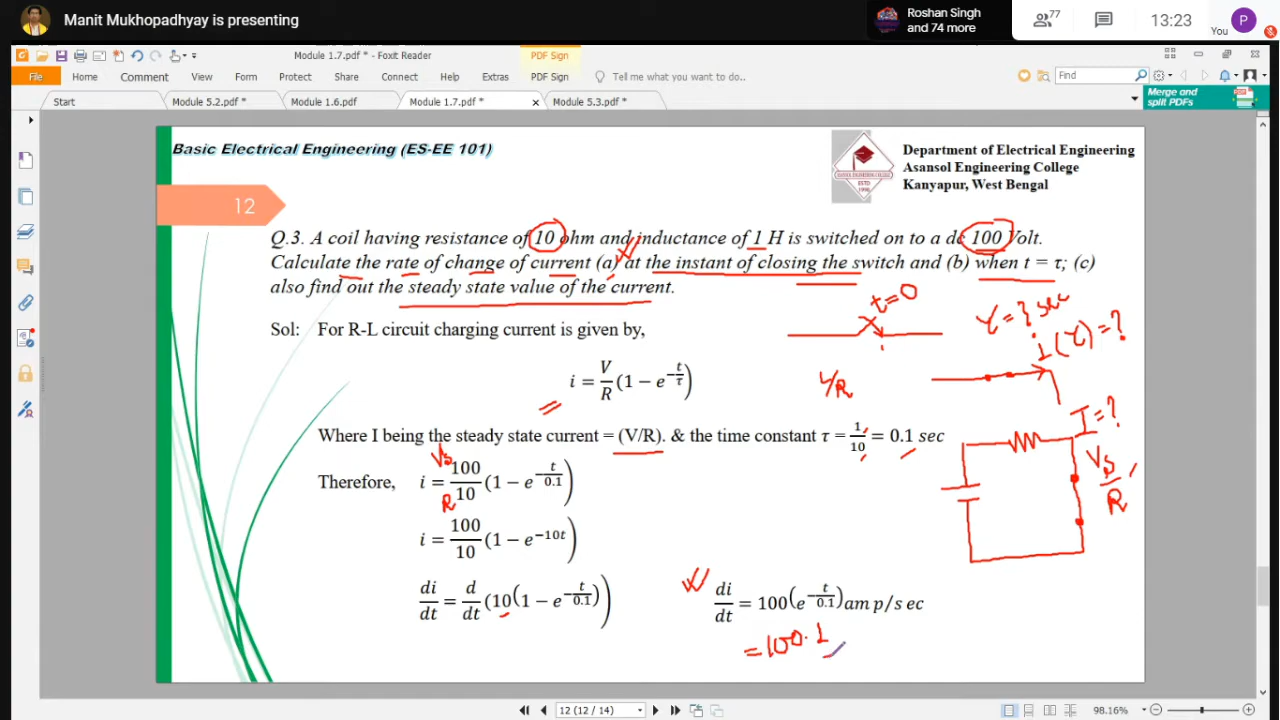 Manit Mukhopadhyay is presenting
Roshan Singh
and 74 more
77
13:23
You
P
Module 1.7.pdf * - Foxit Reader
PDF Sign
File Home Comment View Form Protect Share Connect Help Extras PDF Sign Tell me what you want to do..
Find
Start Module 5.2.pdf * Module 1.6.pdf Module 1.7.pdf * Module 5.3.pdf *
Merge and
split PDFs
Basic Electrical Engineering (ES-EE 101)
Department of Electrical Engineering
Asansol Engineering College
Kanyapur, West Bengal
12
Q.3. A coil having resistance of 10 ohm and inductance of 1 H is switched on to a dc 100 Volt.
Calculate the rate of change of current (a) at the instant of closing the switch and (b) when t = τ; (c)
also find out the steady state value of the current.
t=0
τ=? sec
i(τ)=?
Sol: For R-L circuit charging current is given by,
i = V/R (1 − e^(−t/τ))
L/R
I=?
Where I being the steady state current = (V/R). & the time constant τ = 1/10 = 0.1 sec
Vs
Vs/R
Therefore, i = 100/10 (1 − e^(−t/0.1))
R
i = 100/10 (1 − e^(−10t))
di/dt = d/dt (10(1 − e^(−t/0.1)))
di/dt = 100(e^(−t/0.1)) am p/s ec
=100.1
12 (12 / 14)
98.16%